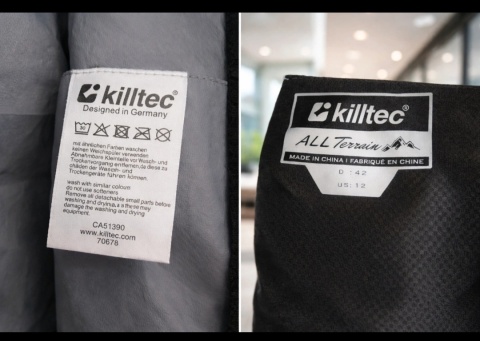 killtec®
Designed in Germany
mit ähnlichen Farben waschen
keinen Weichspüler verwenden
Abnehmbare Kleinteile vor Wasch- und
Trockenvorgang entfernen, da diese zu
schäden der Wasch- und
Trockengeräte führen können.
wash with similar colours
do not use softeners
Remove all detachable small parts before
washing and drying, as these may
damage the washing and drying
equipment.
CA51390
www.killtec.com
70678
killtec®
ALL Terrain
MADE IN CHINA I FABRIQUÉ EN CHINE
D : 42
US: 12